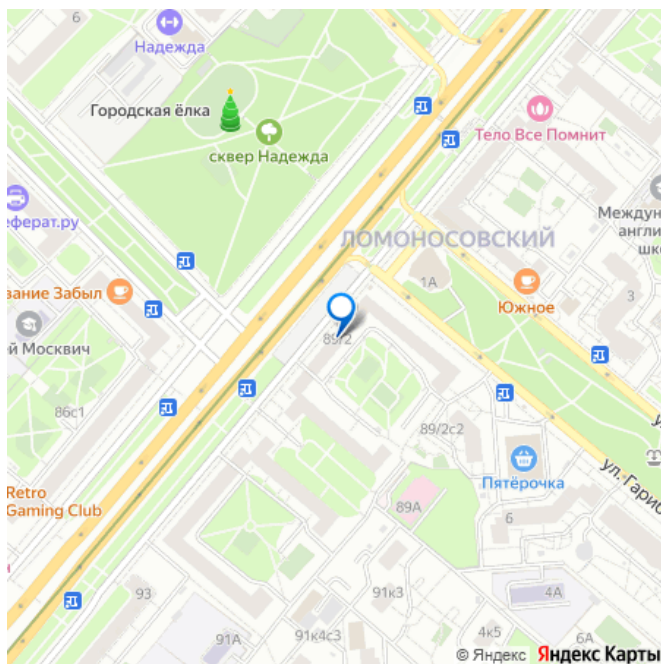 6
Надежда
Городская ёлка
сквер Надежда
Тело Все Помнит
еферат.ру
Междун
англи
шко
ЛОМОНОСОВСКИЙ
1А
3
вание Забыл
Южное
й Москвич
89/2
86с1
89/2с2
Пятёрочка
ул. Гариб
Retro
Gaming Club
89А
6
93
91к3
4А
91А
91к4с3
4к5
6А
© Яндекс Яндекс Карты